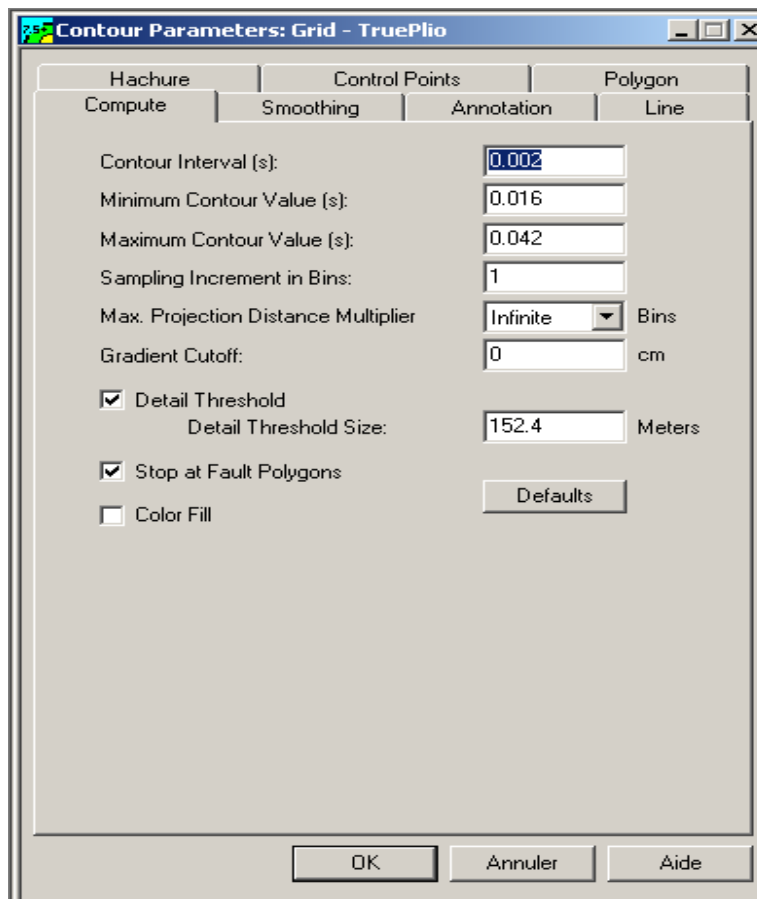 7.5
Contour Parameters: Grid - TruePlio
Hachure Control Points Polygon
Compute Smoothing Annotation Line
Contour Interval (s): 0.002
Minimum Contour Value (s): 0.016
Maximum Contour Value (s): 0.042
Sampling Increment in Bins: 1
Max. Projection Distance Multiplier Infinite Bins
Gradient Cutoff: 0 cm
Detail Threshold
Detail Threshold Size: 152.4 Meters
Stop at Fault Polygons
Defaults
Color Fill
OK Annuler Aide